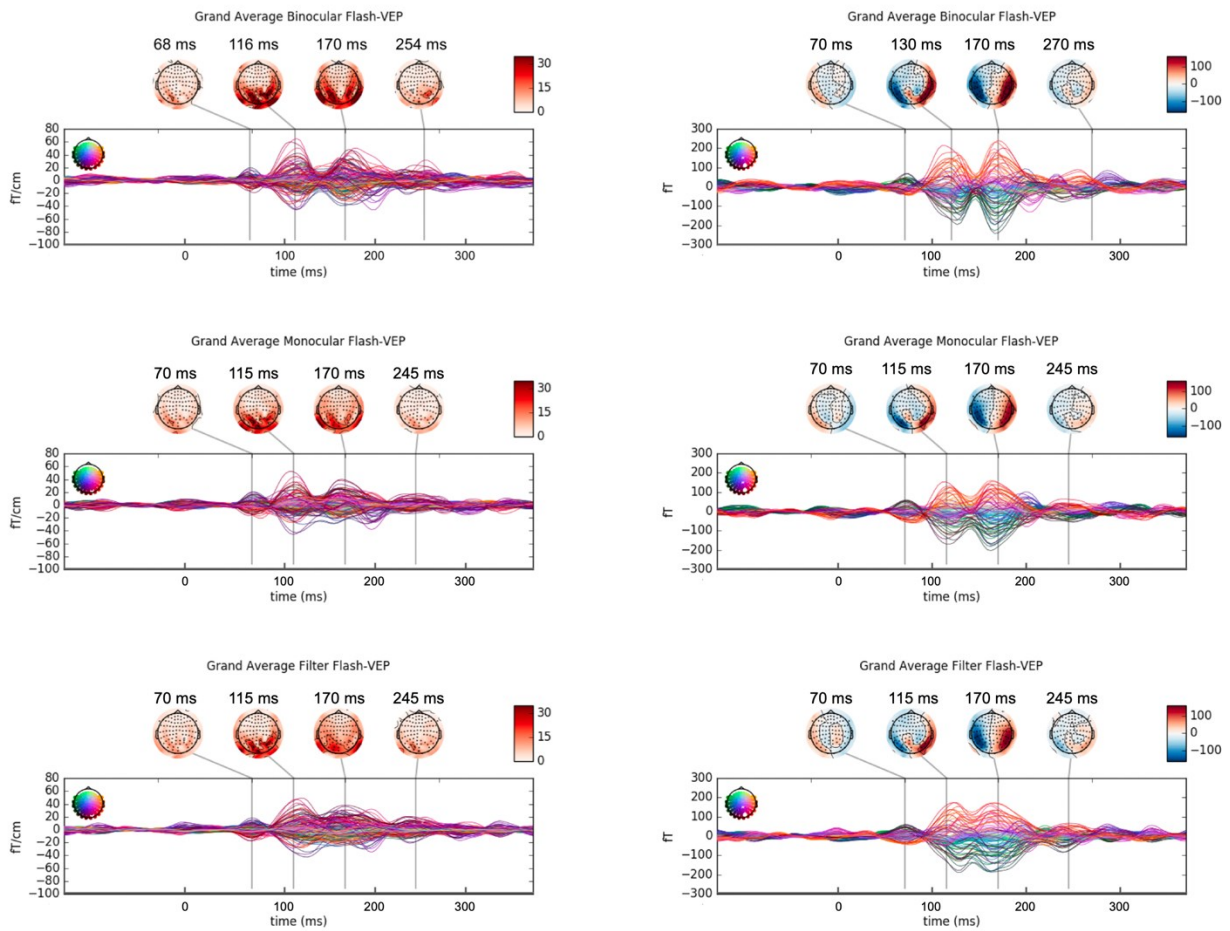 Grand Average Binocular Flash-VEP
68 ms 116 ms 170 ms 254 ms
30
15
0
80
60
40
20
0
−20
−40
−60
−80
−100
fT/cm
0 100 200 300
time (ms)
Grand Average Binocular Flash-VEP
70 ms 130 ms 170 ms 270 ms
100
0
−100
300
200
100
0
−100
−200
−300
fT
0 100 200 300
time (ms)
Grand Average Monocular Flash-VEP
70 ms 115 ms 170 ms 245 ms
30
15
0
80
60
40
20
0
−20
−40
−60
−80
−100
fT/cm
0 100 200 300
time (ms)
Grand Average Monocular Flash-VEP
70 ms 115 ms 170 ms 245 ms
100
0
−100
300
200
100
0
−100
−200
−300
fT
0 100 200 300
time (ms)
Grand Average Filter Flash-VEP
70 ms 115 ms 170 ms 245 ms
30
15
0
80
60
40
20
0
−20
−40
−60
−80
−100
fT/cm
0 100 200 300
time (ms)
Grand Average Filter Flash-VEP
70 ms 115 ms 170 ms 245 ms
100
0
−100
300
200
100
0
−100
−200
−300
fT
0 100 200 300
time (ms)